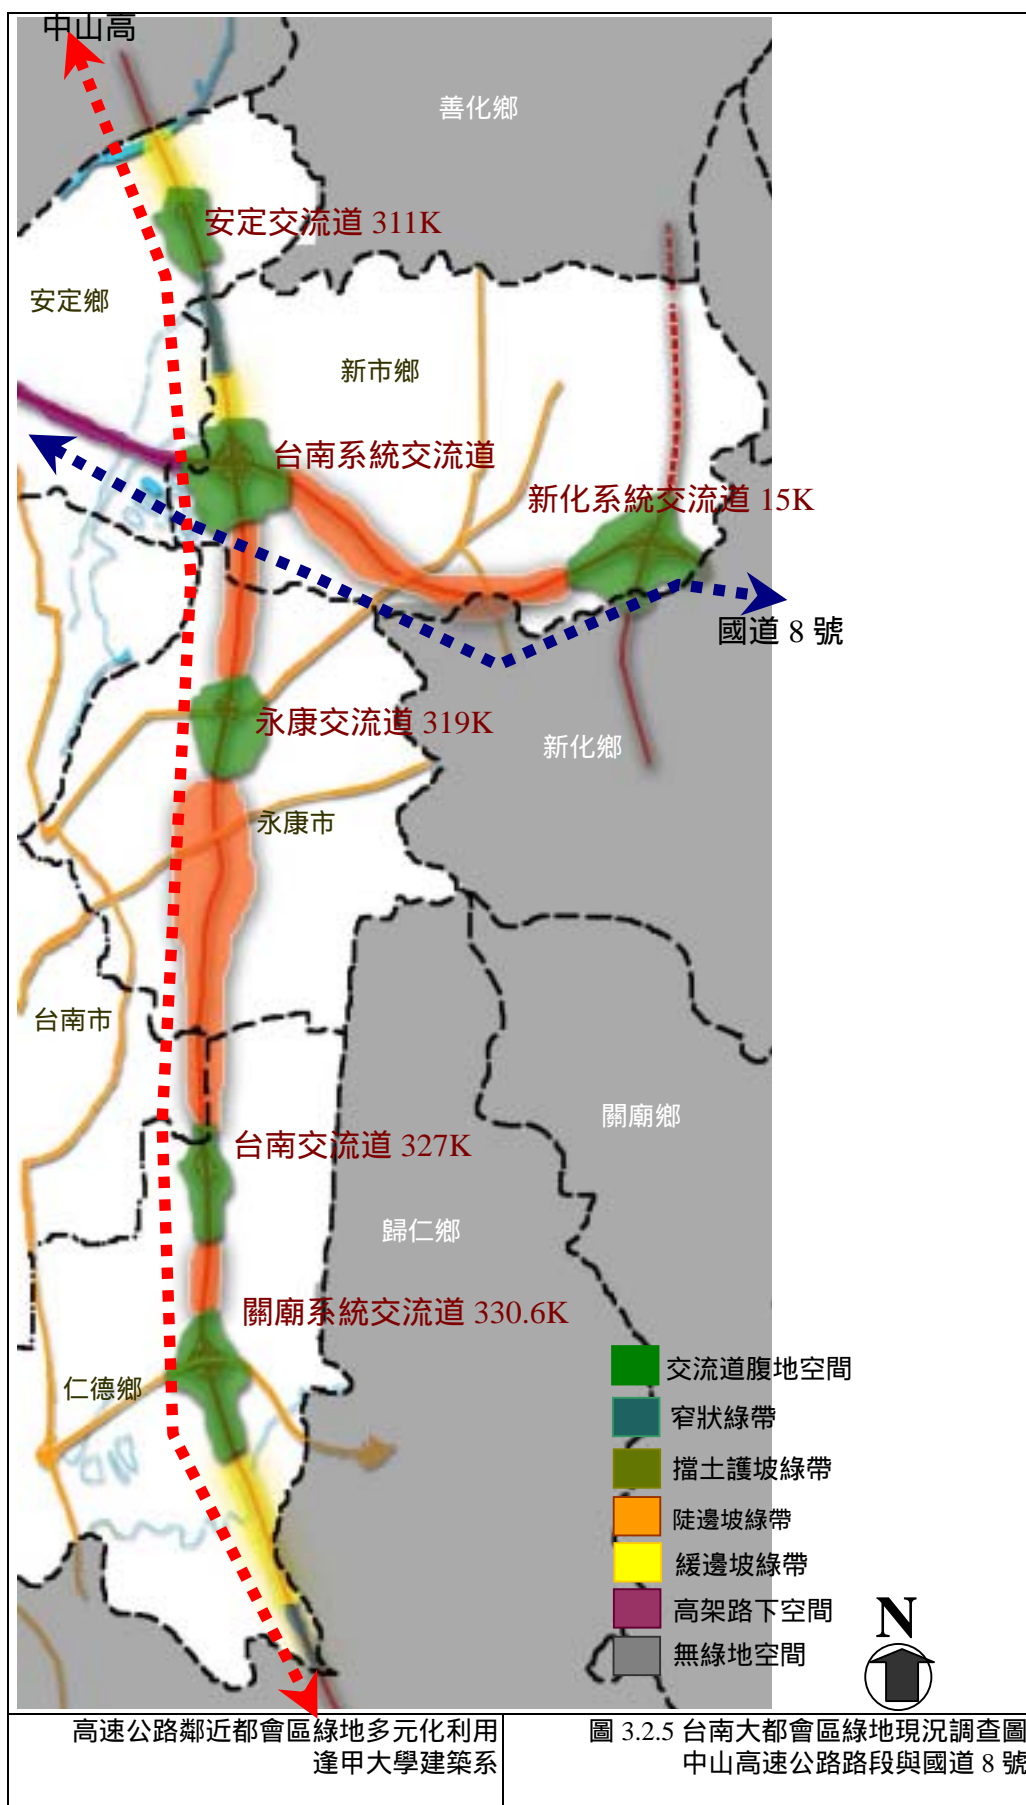 中山高
善化鄉
安定交流道 311K
安定鄉
新市鄉
台南系統交流道
新化系統交流道 15K
國道 8 號
永康交流道 319K
新化鄉
永康市
台南市
關廟鄉
台南交流道 327K
歸仁鄉
關廟系統交流道 330.6K
仁德鄉
交流道腹地空間
窄狀綠帶
擋土護坡綠帶
陡邊坡綠帶
緩邊坡綠帶
高架路下空間
無綠地空間
N
高速公路鄰近都會區綠地多元化利用
逢甲大學建築系
圖 3.2.5 台南大都會區綠地現況調查圖
中山高速公路路段與國道 8 號